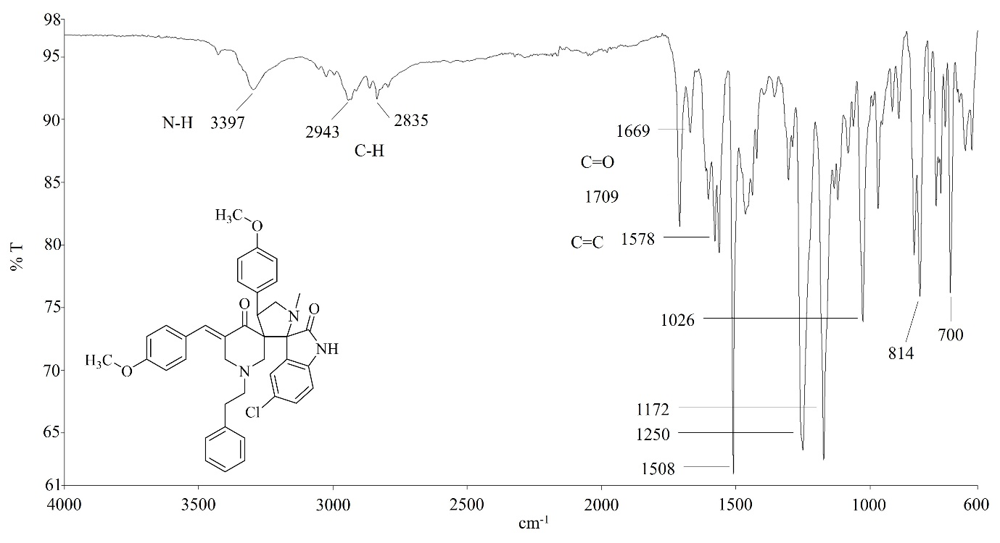 98
95
90
85
80
75
70
65
61
% T
N-H 3397
2943
2835
C-H
1669
C=O
1709
C=C 1578
1026
1172
1250
1508
814
700
H₃C
O
O
N
O
H₃C
O
NH
N
Cl
4000 3500 3000 2500 2000 1500 1000 600
cm⁻¹